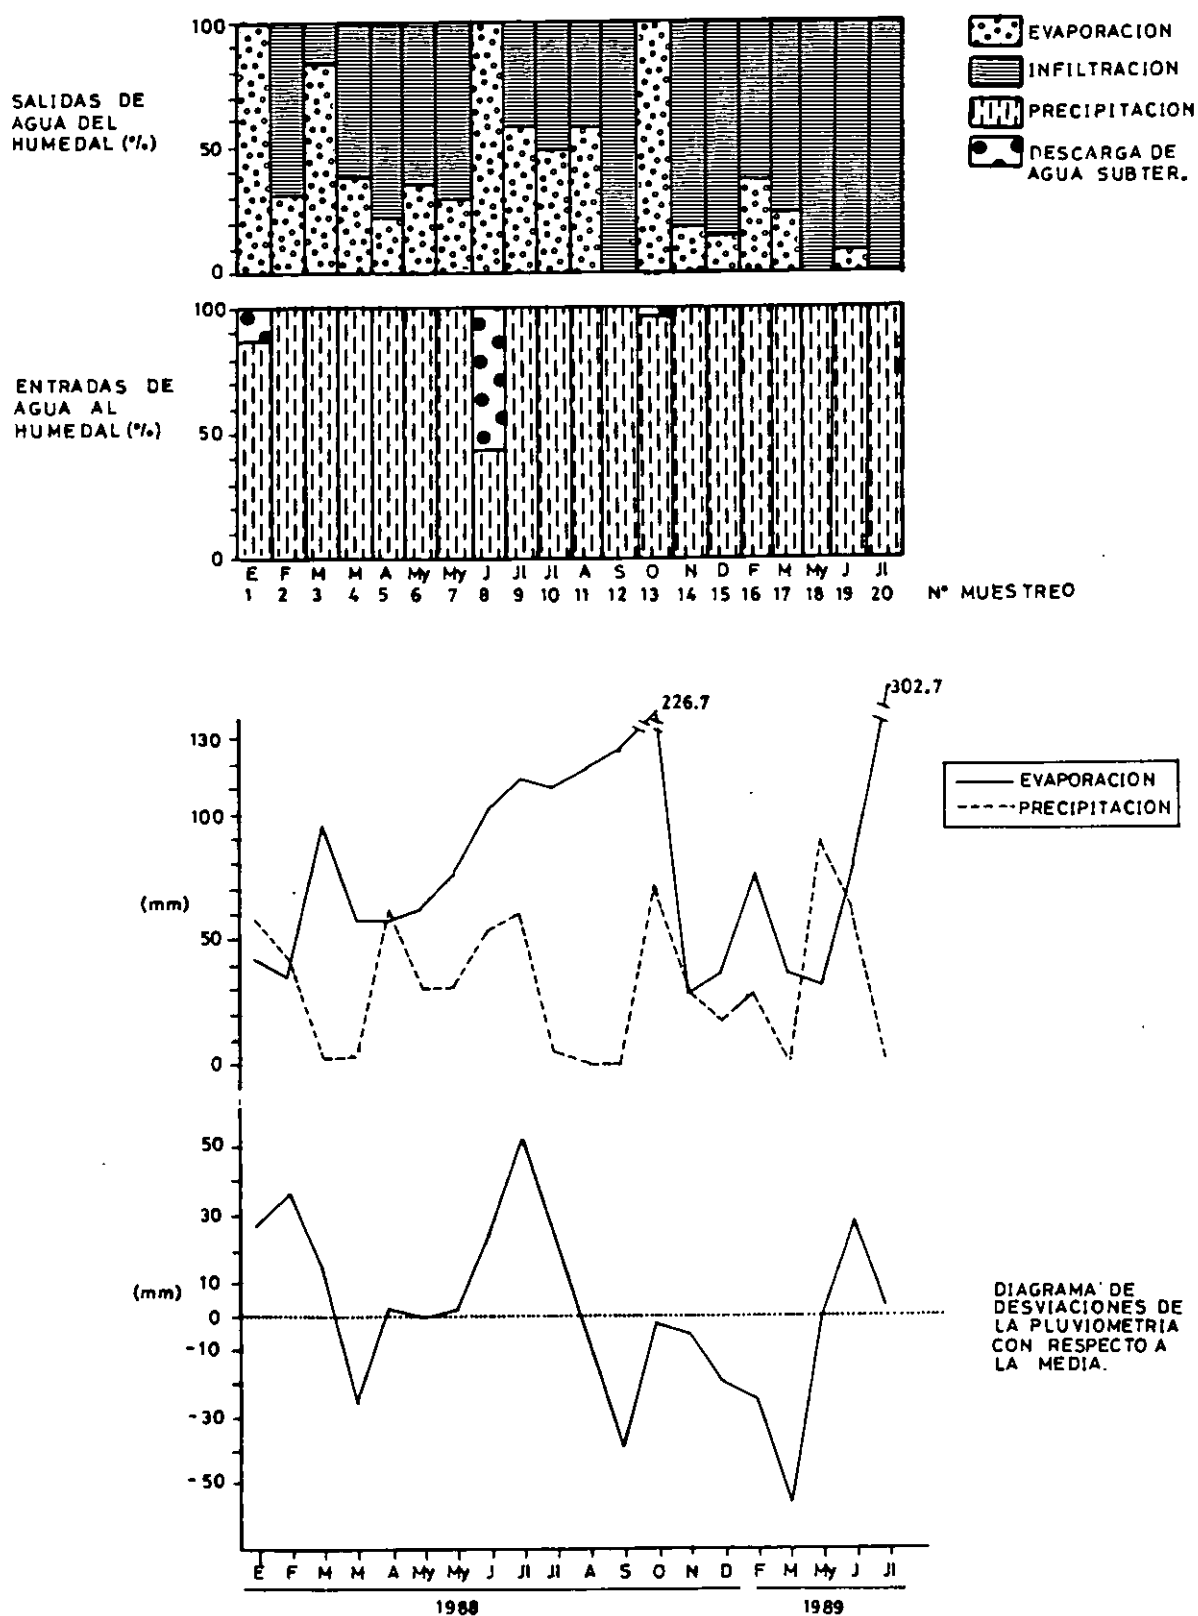 100
50
0
SALIDAS DE
AGUA DEL
HUMEDAL (%)
EVAPORACION
INFILTRACION
PRECIPITACION
DESCARGA DE
AGUA SUBTER.
100
50
0
ENTRADAS DE
AGUA AL
HUMEDAL (%)
E F M M A My My J Jl Jl A S O N D F M My J Jl
1 2 3 4 5 6 7 8 9 10 11 12 13 14 15 16 17 18 19 20 Nº MUESTREO
226.7
302.7
130
100
50
0
(mm)
EVAPORACION
PRECIPITACION
50
30
10
0
-10
-30
-50
(mm)
DIAGRAMA DE
DESVIACIONES DE
LA PLUVIOMETRIA
CON RESPECTO A
LA MEDIA.
E F M M A My My J Jl Jl A S O N D F M My J Jl
1988 1989